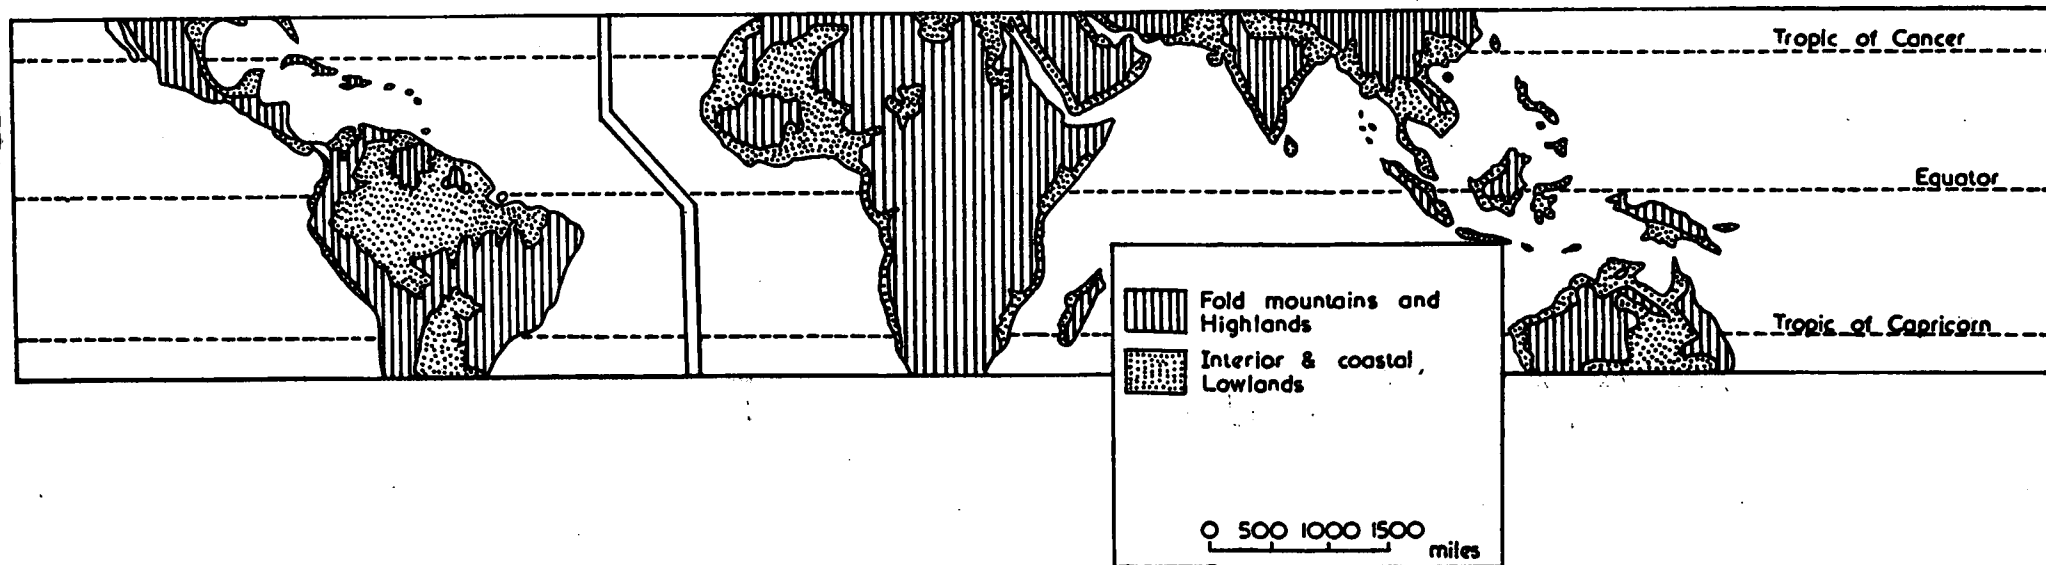 Tropic of Cancer
Equator
Tropic of Capricorn
Fold mountains and
Highlands
Interior & coastal,
Lowlands
0 500 1000 1500
miles